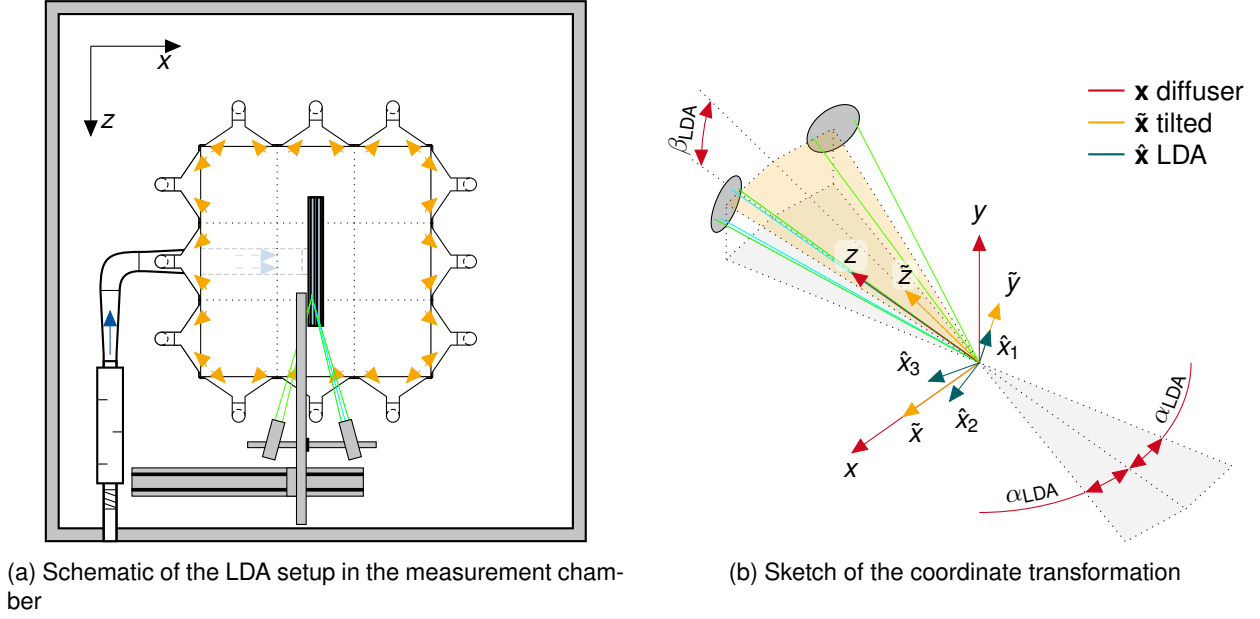 x
z
(a) Schematic of the LDA setup in the measurement cham-
ber
x diffuser
x̃ tilted
x̂ LDA
βLDA
y
z
z̃
ỹ
x̂1
x̂3
x̂2
x̃
x
αLDA
αLDA
(b) Sketch of the coordinate transformation